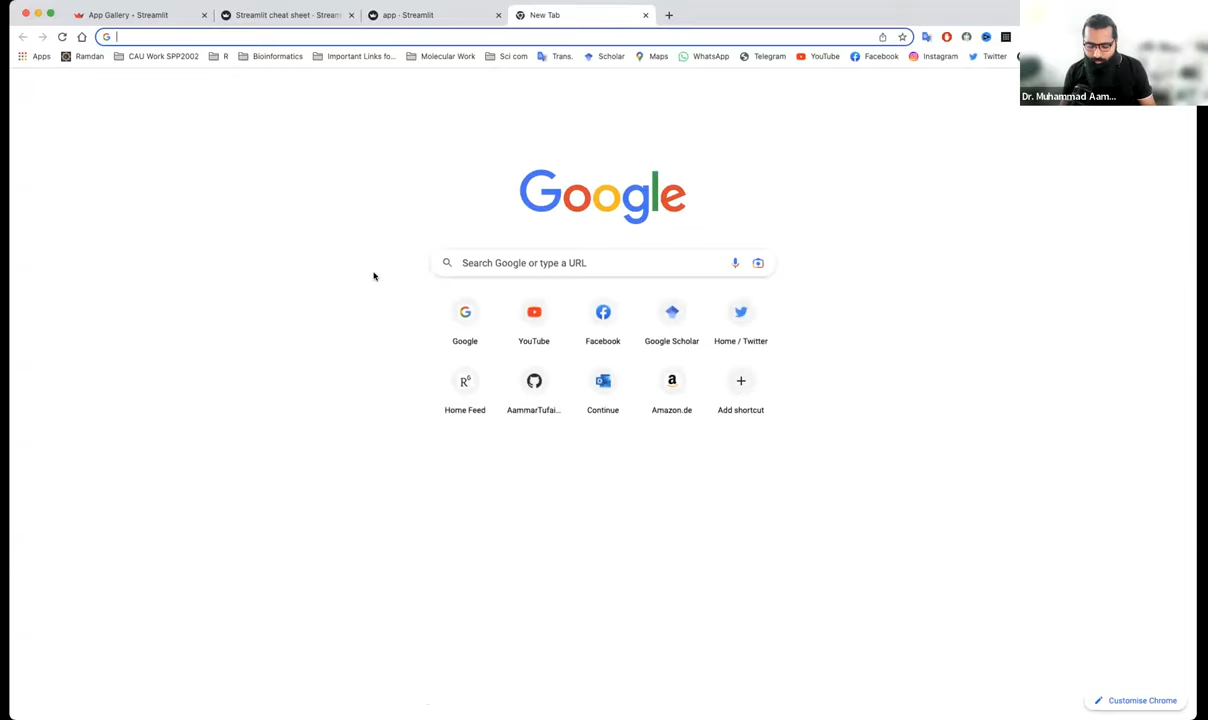 App Gallery • Streamlit
Streamlit cheat sheet · Stream
app · Streamlit
New Tab
Apps
Ramdan
CAU Work SPP2002
R
Bioinformatics
Important Links fo...
Molecular Work
Sci com
Trans.
Scholar
Maps
WhatsApp
Telegram
YouTube
Facebook
Instagram
Twitter
Dr. Muhammad Aam...
Google
Search Google or type a URL
Google
YouTube
Facebook
Google Scholar
Home / Twitter
Home Feed
AammarTufai...
Continue
Amazon.de
Add shortcut
Customise Chrome